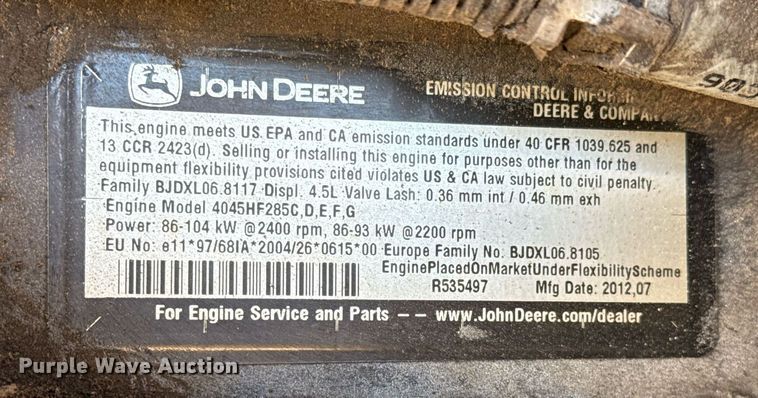 JOHN DEERE
EMISSION CONTROL
DEERE & COMPANY
This engine meets US EPA and CA emission standards under 40 CFR 1039.625 and
13 CCR 2423(d). Selling or installing this engine for purposes other than for the
equipment flexibility provisions cited violates US & CA law subject to civil penalty.
Family BJDXL06.8117 Displ. 4.5L Valve Lash: 0.36 mm int / 0.46 mm exh
Engine Model 4045HF285C,D,E,F,G
Power: 86-104 kW @2400 rpm, 86-93 kW @2200 rpm
EU No: e11*97/68IA*2004/26*0615*00 Europe Family No. BJDXL06.8105
EnginePlacedOnMarketUnderFlexibilityScheme
R535497 Mfg Date: 2012,07
For Engine Service and Parts -- www.JohnDeere.com/dealer
Purple Wave Auction